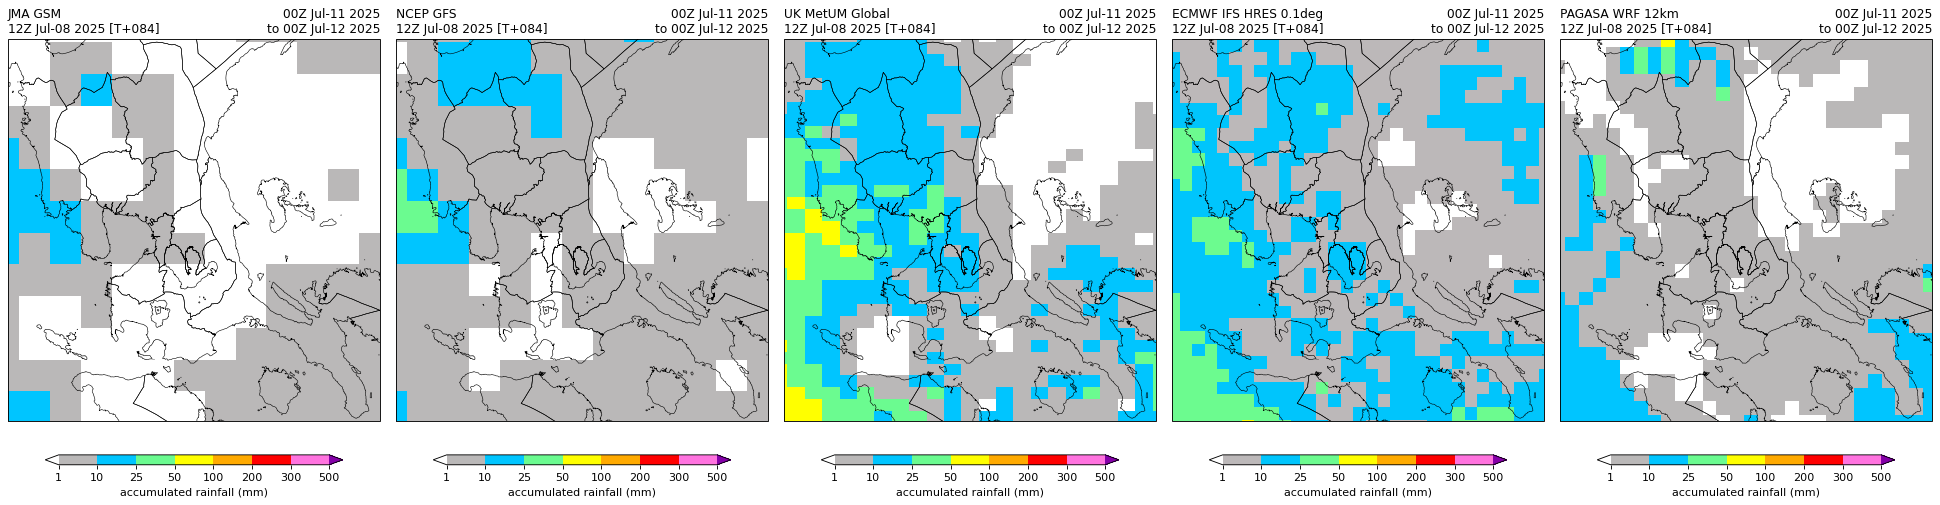 JMA GSM 00Z Jul-11 2025
12Z Jul-08 2025 [T+084] to 00Z Jul-12 2025
1 10 25 50 100 200 300 500
accumulated rainfall (mm)
NCEP GFS 00Z Jul-11 2025
12Z Jul-08 2025 [T+084] to 00Z Jul-12 2025
1 10 25 50 100 200 300 500
accumulated rainfall (mm)
UK MetUM Global 00Z Jul-11 2025
12Z Jul-08 2025 [T+084] to 00Z Jul-12 2025
1 10 25 50 100 200 300 500
accumulated rainfall (mm)
ECMWF IFS HRES 0.1deg 00Z Jul-11 2025
12Z Jul-08 2025 [T+084] to 00Z Jul-12 2025
1 10 25 50 100 200 300 500
accumulated rainfall (mm)
PAGASA WRF 12km 00Z Jul-11 2025
12Z Jul-08 2025 [T+084] to 00Z Jul-12 2025
1 10 25 50 100 200 300 500
accumulated rainfall (mm)